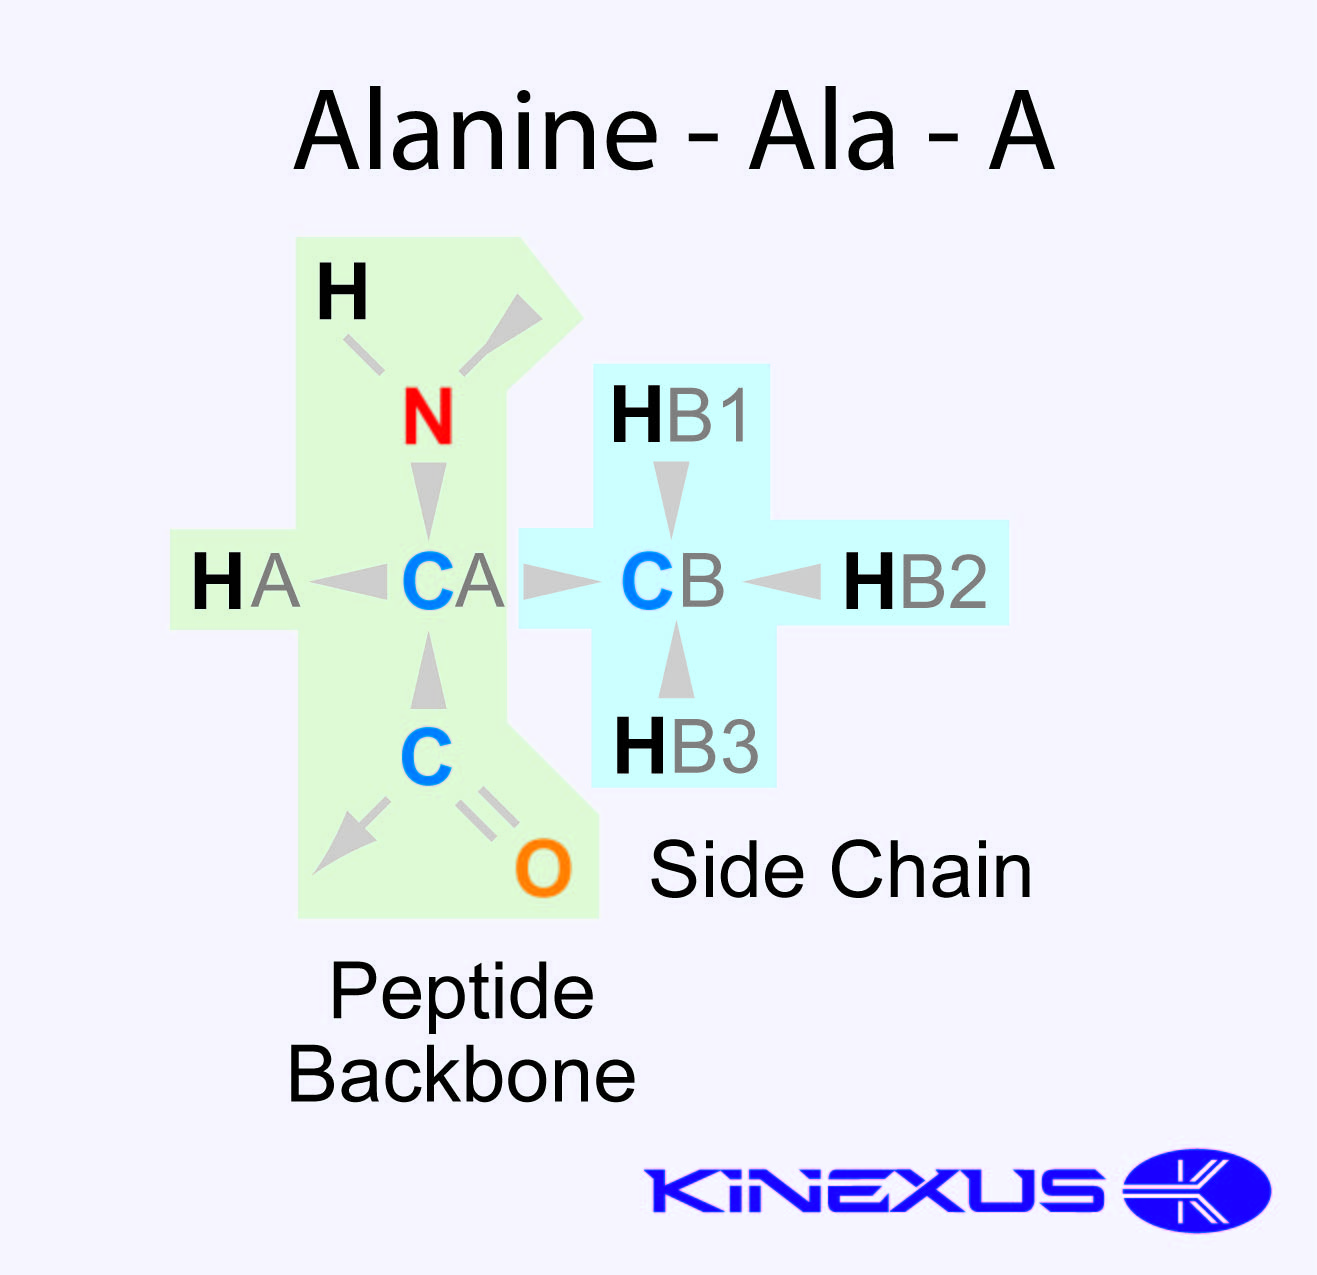 Alanine - Ala - A
H
N
HB1
HA
CA
CB
HB2
C
HB3
O
Side Chain
Peptide
Backbone
KiNEXUS